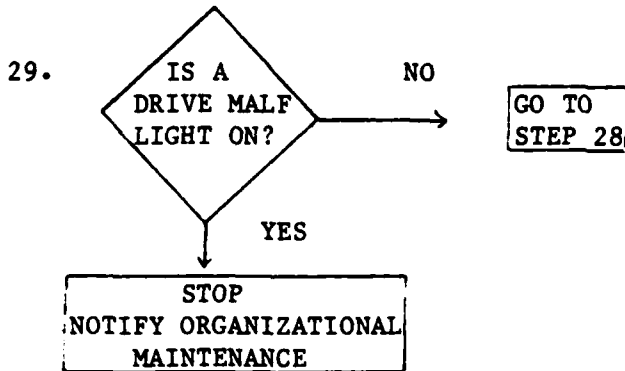 29.
IS A
DRIVE MALF
LIGHT ON?
NO
GO TO
STEP 28
YES
STOP
NOTIFY ORGANIZATIONAL
MAINTENANCE